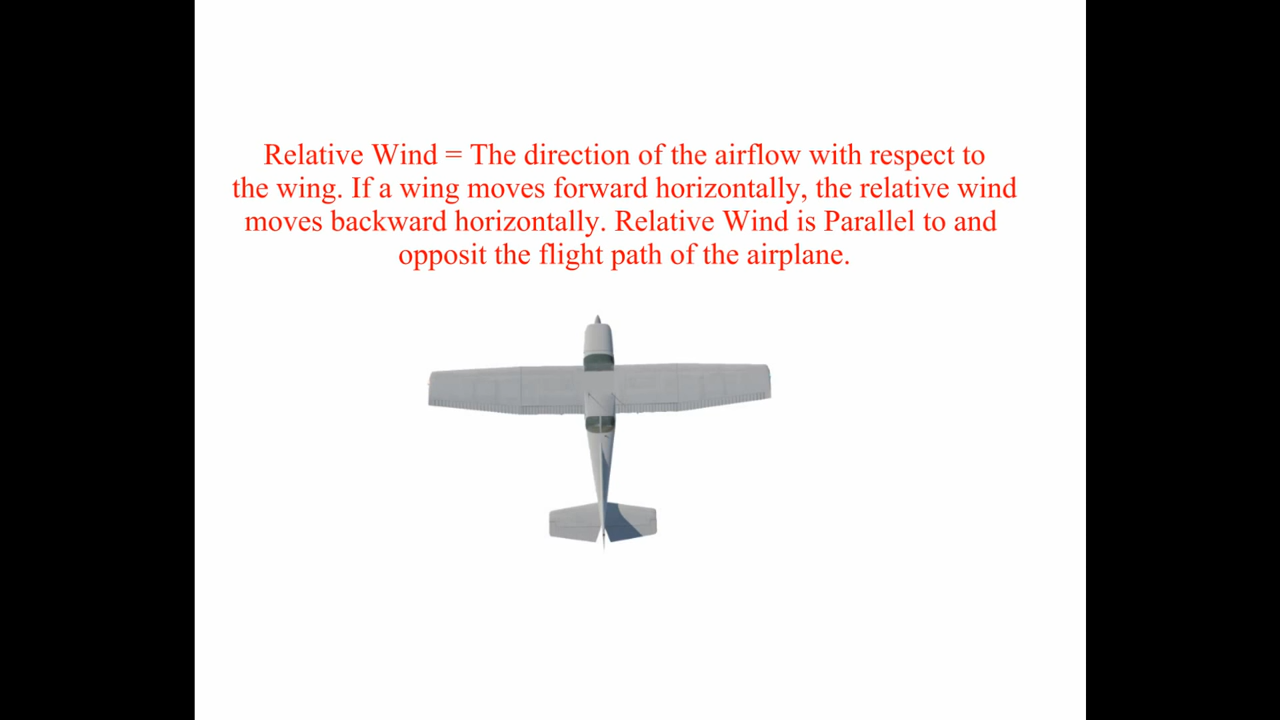 Relative Wind = The direction of the airflow with respect to
the wing. If a wing moves forward horizontally, the relative wind
moves backward horizontally. Relative Wind is Parallel to and
opposit the flight path of the airplane.